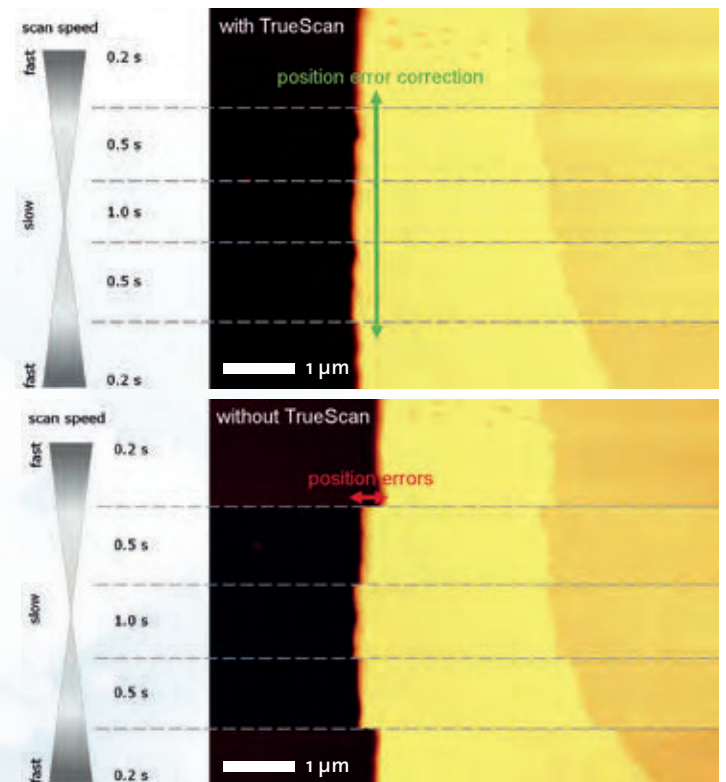 scan speed
with TrueScan
fast
0.2 s
position error correction
0.5 s
slow
1.0 s
0.5 s
fast
0.2 s
1 µm
scan speed
without TrueScan
fast
0.2 s
position errors
0.5 s
slow
1.0 s
0.5 s
fast
0.2 s
1 µm